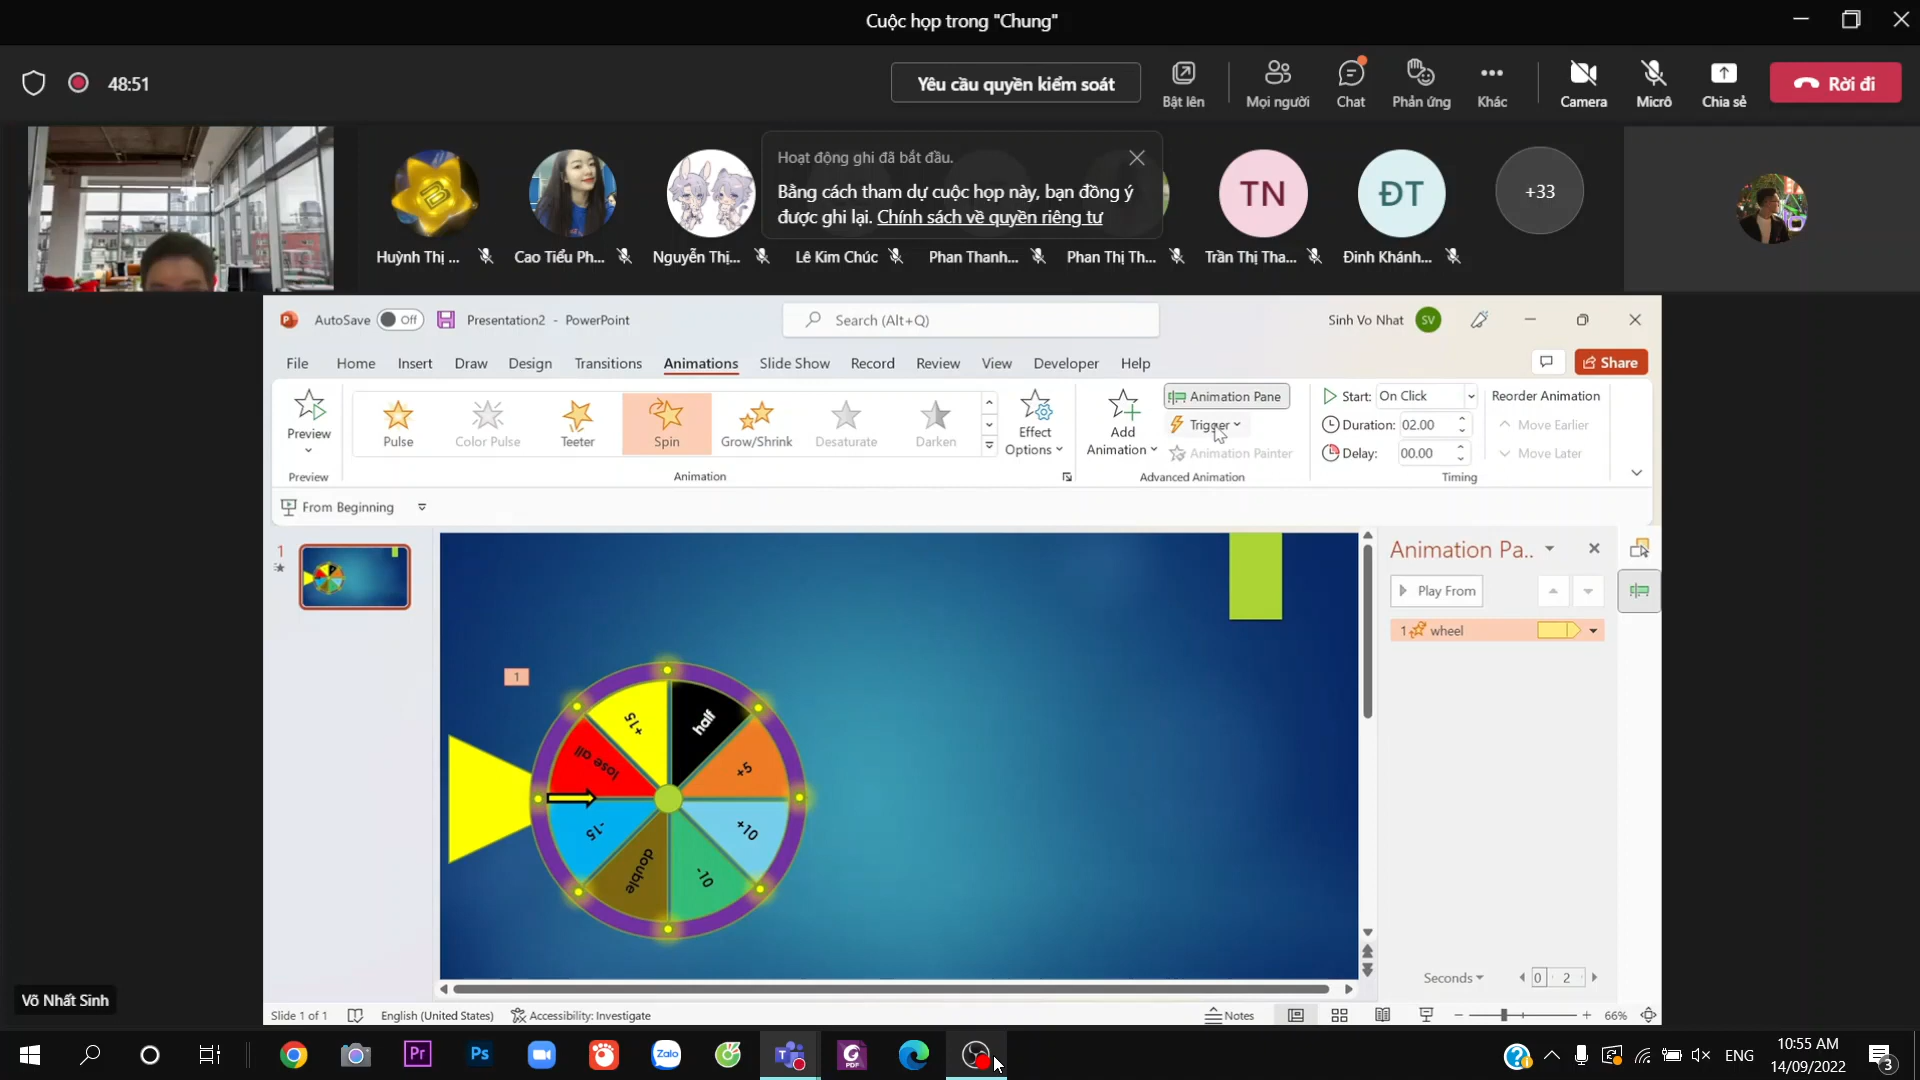 Cuộc họp trong "Chung"
48:51
Yêu cầu quyền kiểm soát
Bật lên
Mọi người
Chat
Phản ứng
Khác
Camera
Micrô
Chia sẻ
Rời đi
Hoạt động ghi đã bắt đầu.
Bằng cách tham dự cuộc họp này, bạn đồng ý
được ghi lại. Chính sách về quyền riêng tư
B
TN
ĐT
+33
Huỳnh Thị ...
Cao Tiểu Ph...
Nguyễn Thị...
Lê Kim Chúc
Phan Thanh...
Phan Thị Th...
Trần Thị Tha...
Đinh Khánh...
AutoSave Off
Presentation2 - PowerPoint
Search (Alt+Q)
Sinh Vo Nhat SV
File Home Insert Draw Design Transitions Animations Slide Show Record Review View Developer Help
Share
Preview
Pulse
Color Pulse
Teeter
Spin
Grow/Shrink
Desaturate
Darken
Effect
Options
Add
Animation
Animation Pane
Trigger
Animation Painter
Start: On Click
Duration: 02.00
Delay: 00.00
Reorder Animation
Move Earlier
Move Later
Preview
Animation
Advanced Animation
Timing
From Beginning
1
1
+15
half
lose all
+5
-15
+10
double
-10
Animation Pa..
Play From
1 wheel
Seconds
0 2
Võ Nhất Sinh
Slide 1 of 1
English (United States)
Accessibility: Investigate
Notes
66%
Pr
Ps
Zalo
PDF
ENG
10:55 AM
14/09/2022
3